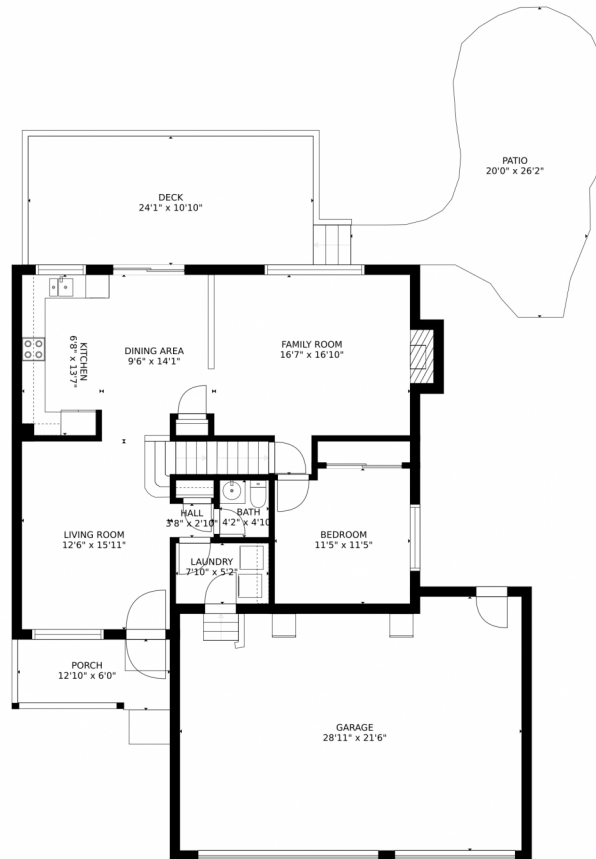 PATIO
20'0" x 26'2"
DECK
24'1" x 10'10"
KITCHEN
6'8" x 13'7"
DINING AREA
9'6" x 14'1"
FAMILY ROOM
16'7" x 16'10"
HALL
3'8" x 2'10"
BATH
4'2" x 4'10"
LIVING ROOM
12'6" x 15'11"
BEDROOM
11'5" x 11'5"
LAUNDRY
7'10" x 5'2"
PORCH
12'10" x 6'0"
GARAGE
28'11" x 21'6"